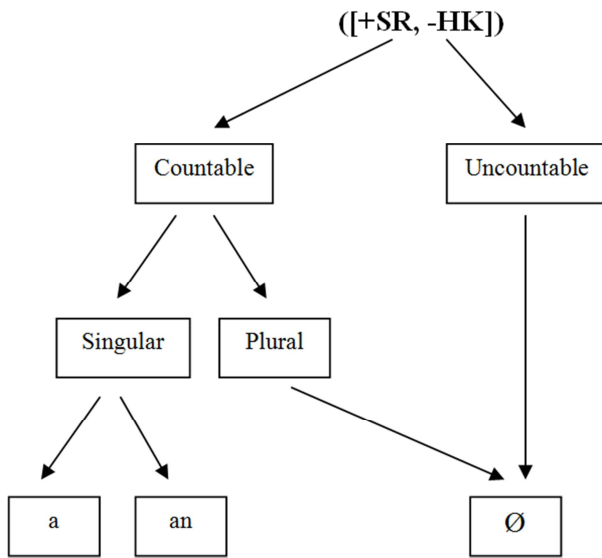 ([+SR, -HK])
Countable
Uncountable
Singular
Plural
a
an
Ø